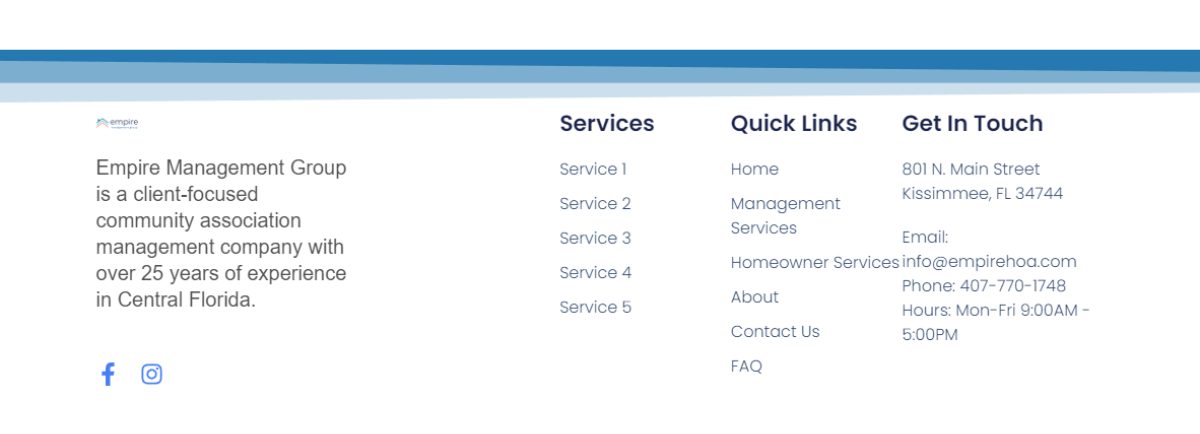 empire
Empire Management Group
is a client-focused
community association
management company with
over 25 years of experience
in Central Florida.
Services
Service 1
Service 2
Service 3
Service 4
Service 5
Quick Links
Home
Management
Services
Homeowner Services
About
Contact Us
FAQ
Get In Touch
801 N. Main Street
Kissimmee, FL 34744
Email:
info@empirehoa.com
Phone: 407-770-1748
Hours: Mon-Fri 9:00AM -
5:00PM